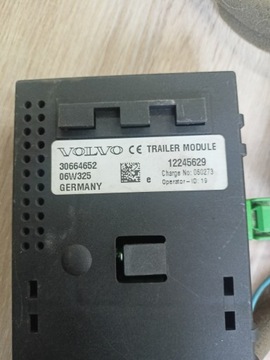 VOLVO CE TRAILER MODULE
30664652 12245629
06W325 Charge No: 060273
GERMANY e Operator-ID: 19